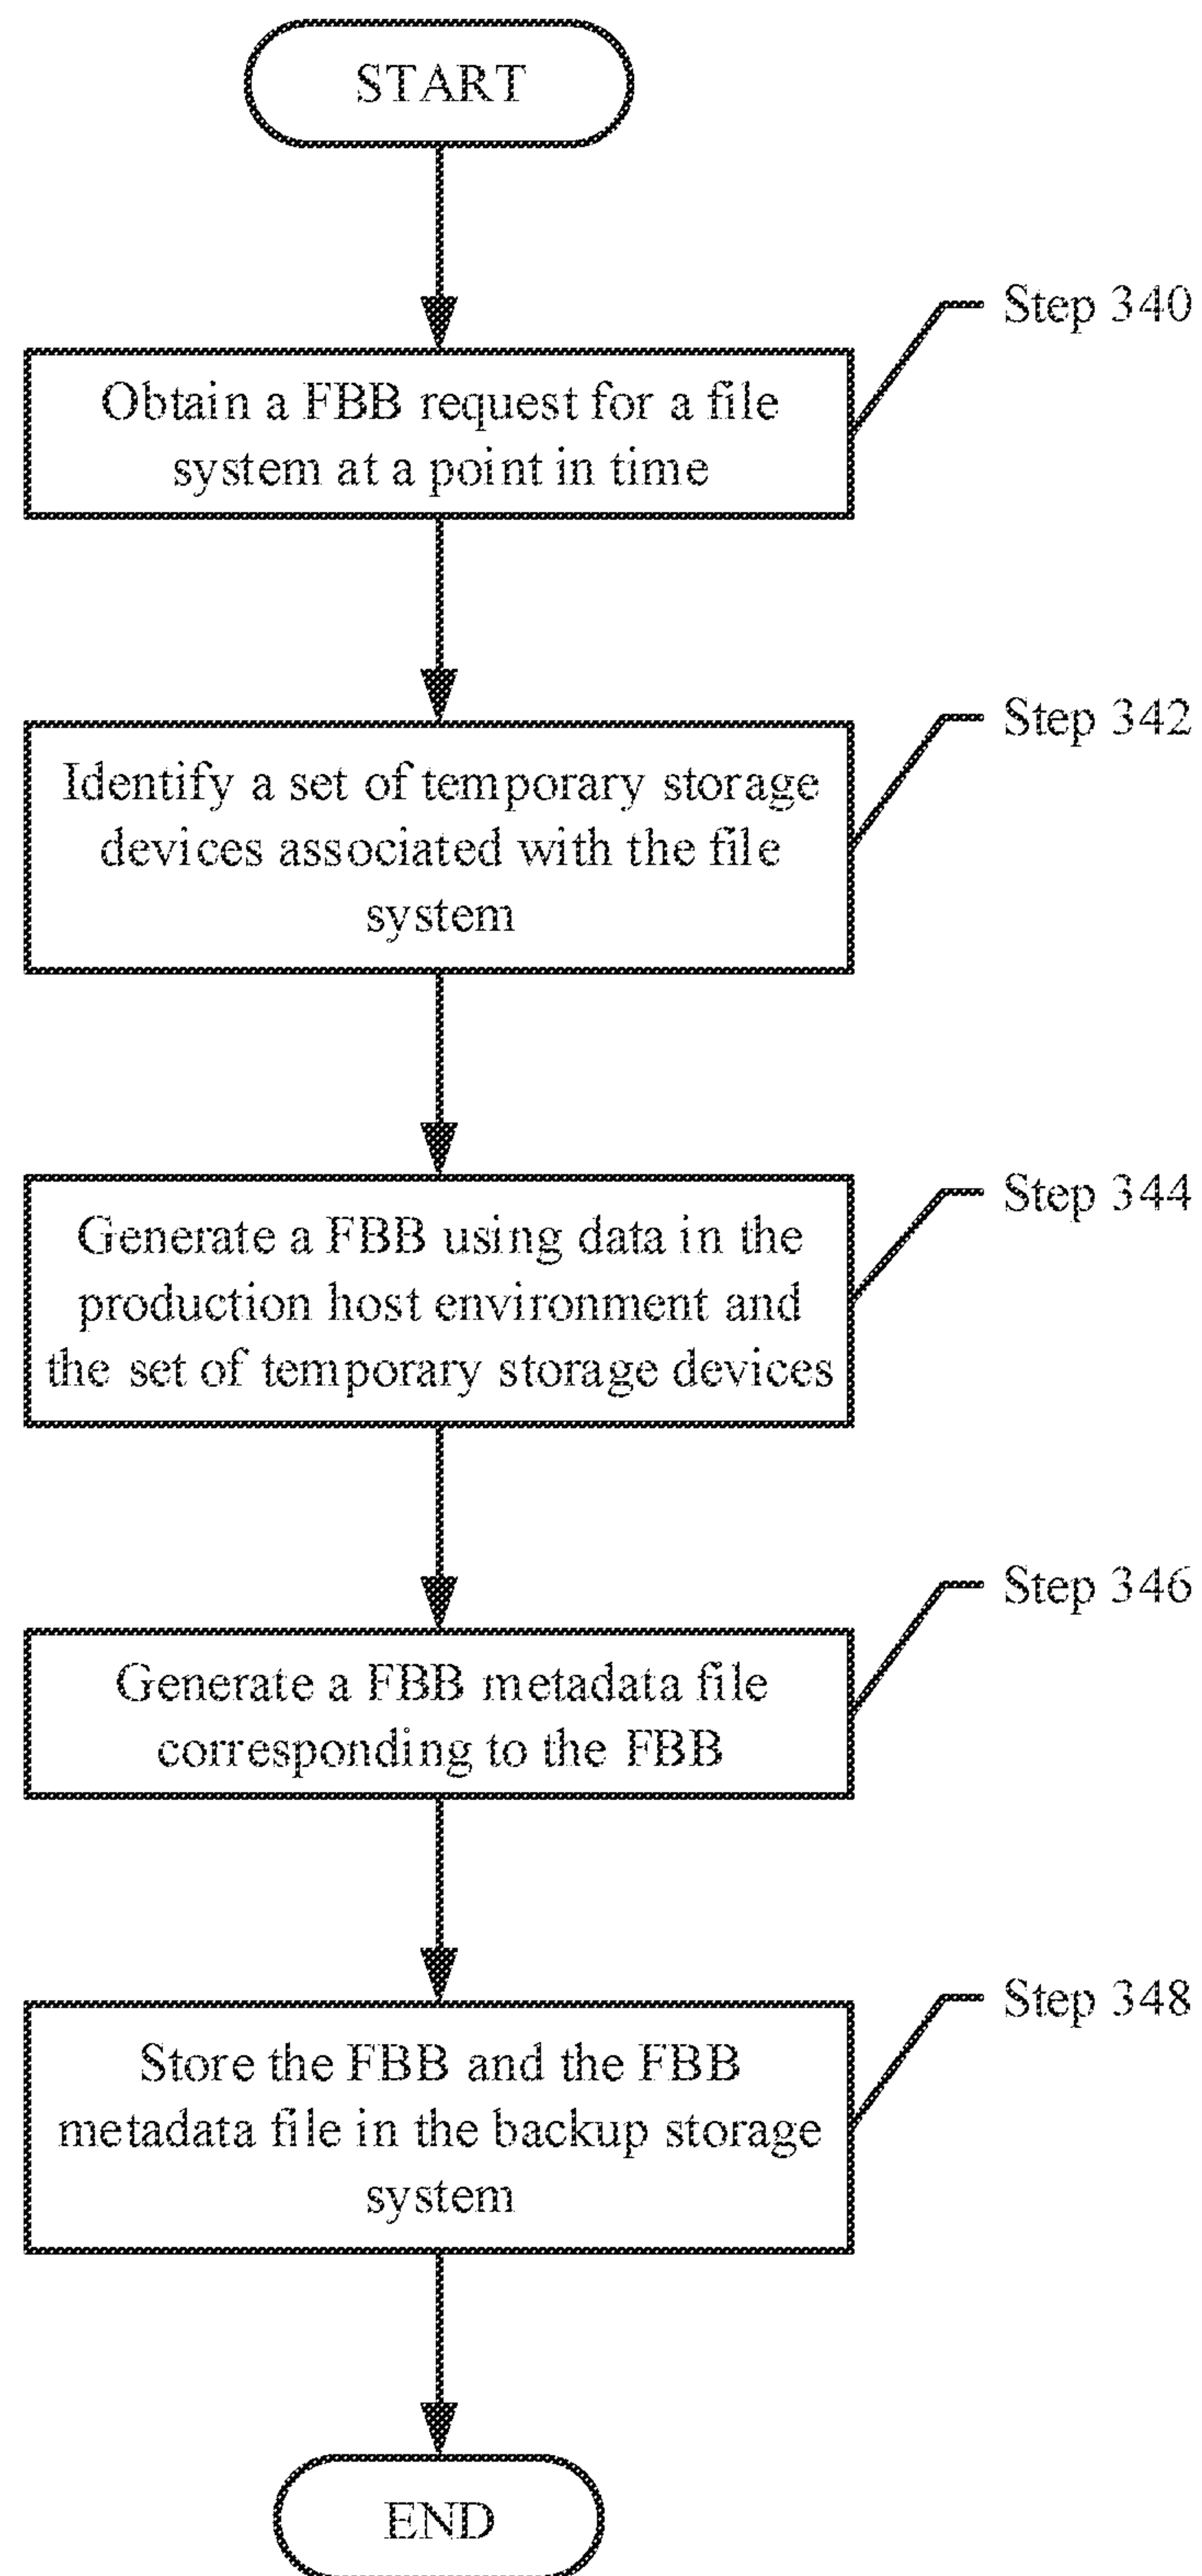 START
Step 340
Obtain a FBB request for a file
system at a point in time
Step 342
Identify a set of temporary storage
devices associated with the file
system
Step 344
Generate a FBB using data in the
production host environment and
the set of temporary storage devices
Step 346
Generate a FBB metadata file
corresponding to the FBB
Step 348
Store the FBB and the FBB
metadata file in the backup storage
system
END